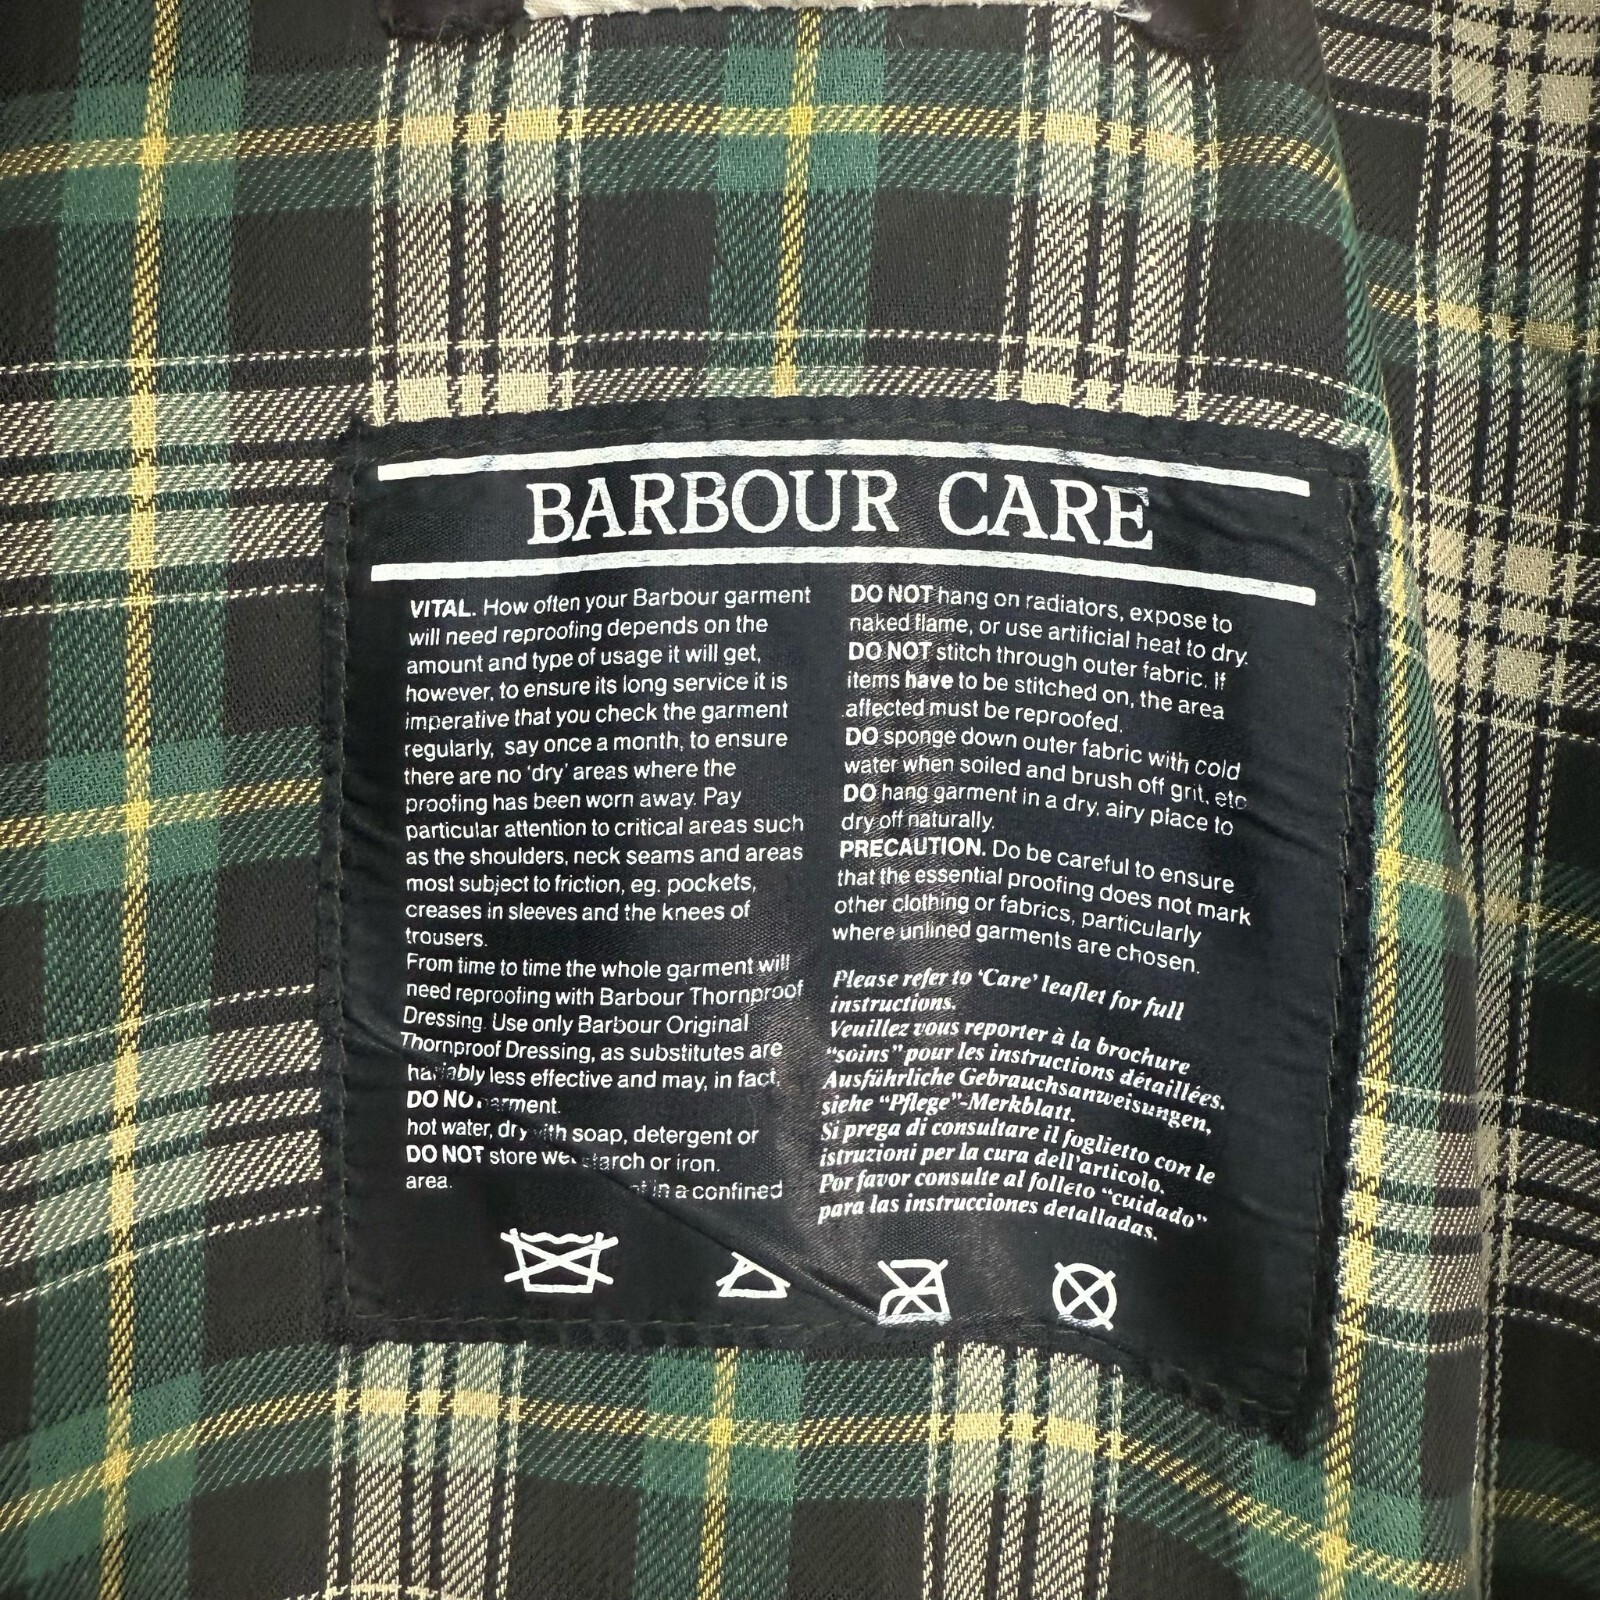 BARBOUR CARE
VITAL. How often your Barbour garment
will need reproofing depends on the
amount and type of usage it will get,
however, to ensure its long service it is
imperative that you check the garment
regularly, say once a month, to ensure
there are no 'dry' areas where the
proofing has been worn away. Pay
particular attention to critical areas such
as the shoulders, neck seams and areas
most subject to friction, eg. pockets,
creases in sleeves and the knees of
trousers.
From time to time the whole garment will
need reproofing with Barbour Thornproof
Dressing. Use only Barbour Original
Thornproof Dressing, as substitutes are
less effective and may, in fact,
DO
hot water, dry with soap, detergent or
DO NOT store starch or iron.
area. in a confined
DO NOT hang on radiators, expose to
naked flame, or use artificial heat to dry.
DO NOT stitch through outer fabric. If
items have to be stitched on, the area
affected must be reproofed.
DO sponge down outer fabric with cold
water when soiled and brush off grit, etc
DO hang garment in a dry, airy place to
dry off naturally.
PRECAUTION. Do be careful to ensure
that the essential proofing does not mark
other clothing or fabrics, particularly
where unlined garments are chosen.
Please refer to 'Care' leaflet for full
instructions.
Veuillez vous reporter à la brochure
"soins" pour les instructions détaillées.
Ausführliche Gebrauchsanweisungen,
siehe "Pflege"-Merkblatt.
Si prega di consultare il foglietto con le
istruzioni per la cura dell'articolo.
Por favor consulte al folleto "cuidado"
para las instrucciones detalladas.